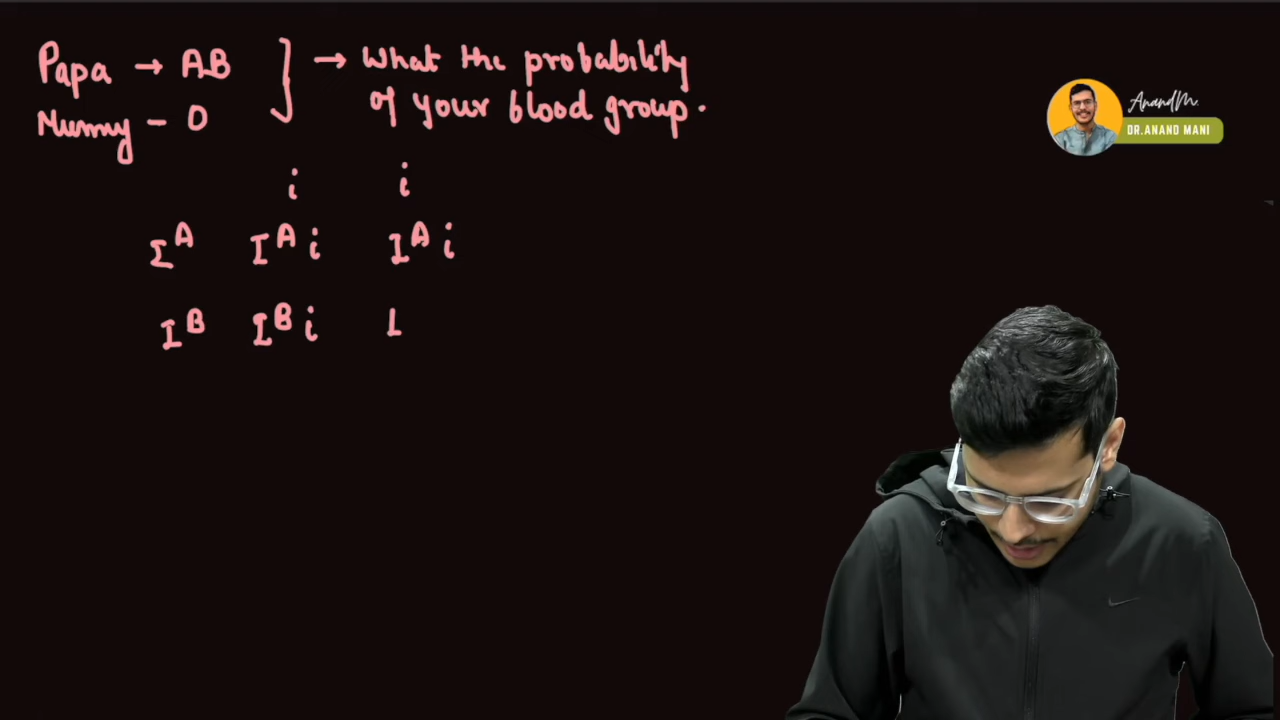 Papa → AB } → What the probability
Mummy - O of your blood group.
i i
I^A I^A i I^A i
I^B I^B i I
AnandM.
DR.ANAND MANI